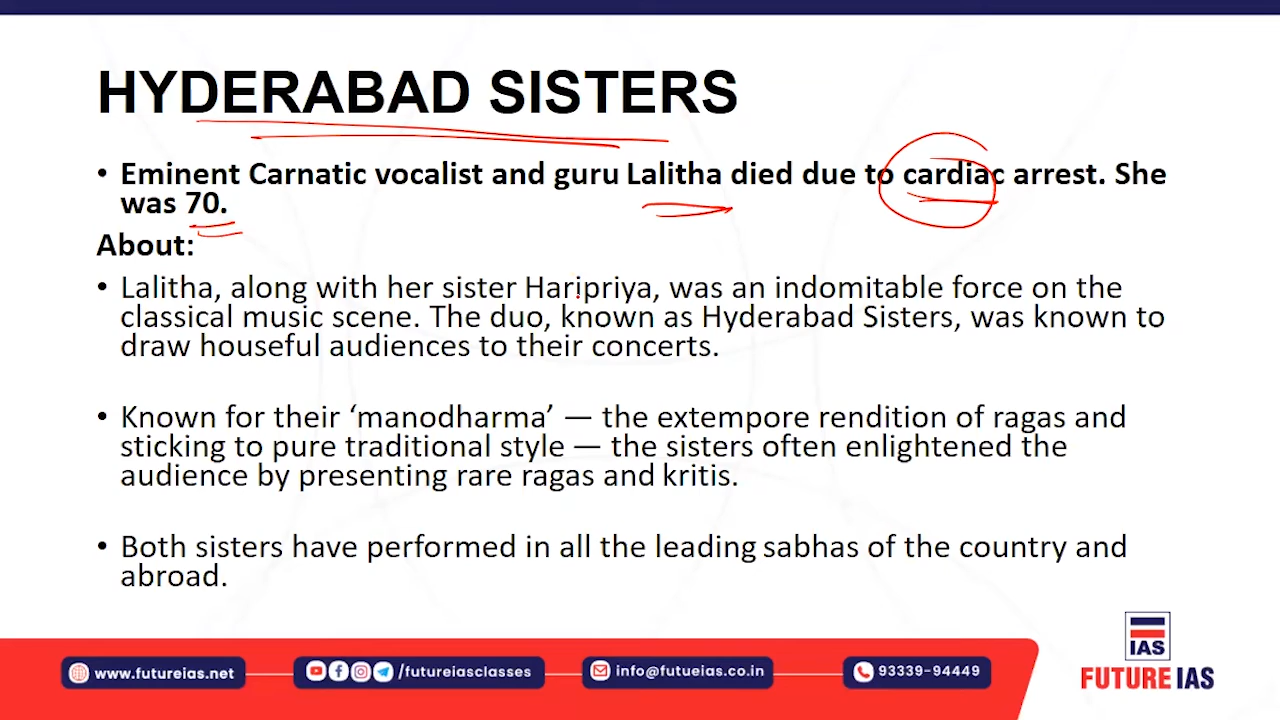 HYDERABAD SISTERS
• Eminent Carnatic vocalist and guru Lalitha died due to cardiac arrest. She
was 70.
About:
• Lalitha, along with her sister Haripriya, was an indomitable force on the
classical music scene. The duo, known as Hyderabad Sisters, was known to
draw houseful audiences to their concerts.
• Known for their ‘manodharma’ — the extempore rendition of ragas and
sticking to pure traditional style — the sisters often enlightened the
audience by presenting rare ragas and kritis.
• Both sisters have performed in all the leading sabhas of the country and
abroad.
IAS
FUTURE IAS
www.futureias.net
/futureiasclasses
info@futueias.co.in
93339-94449